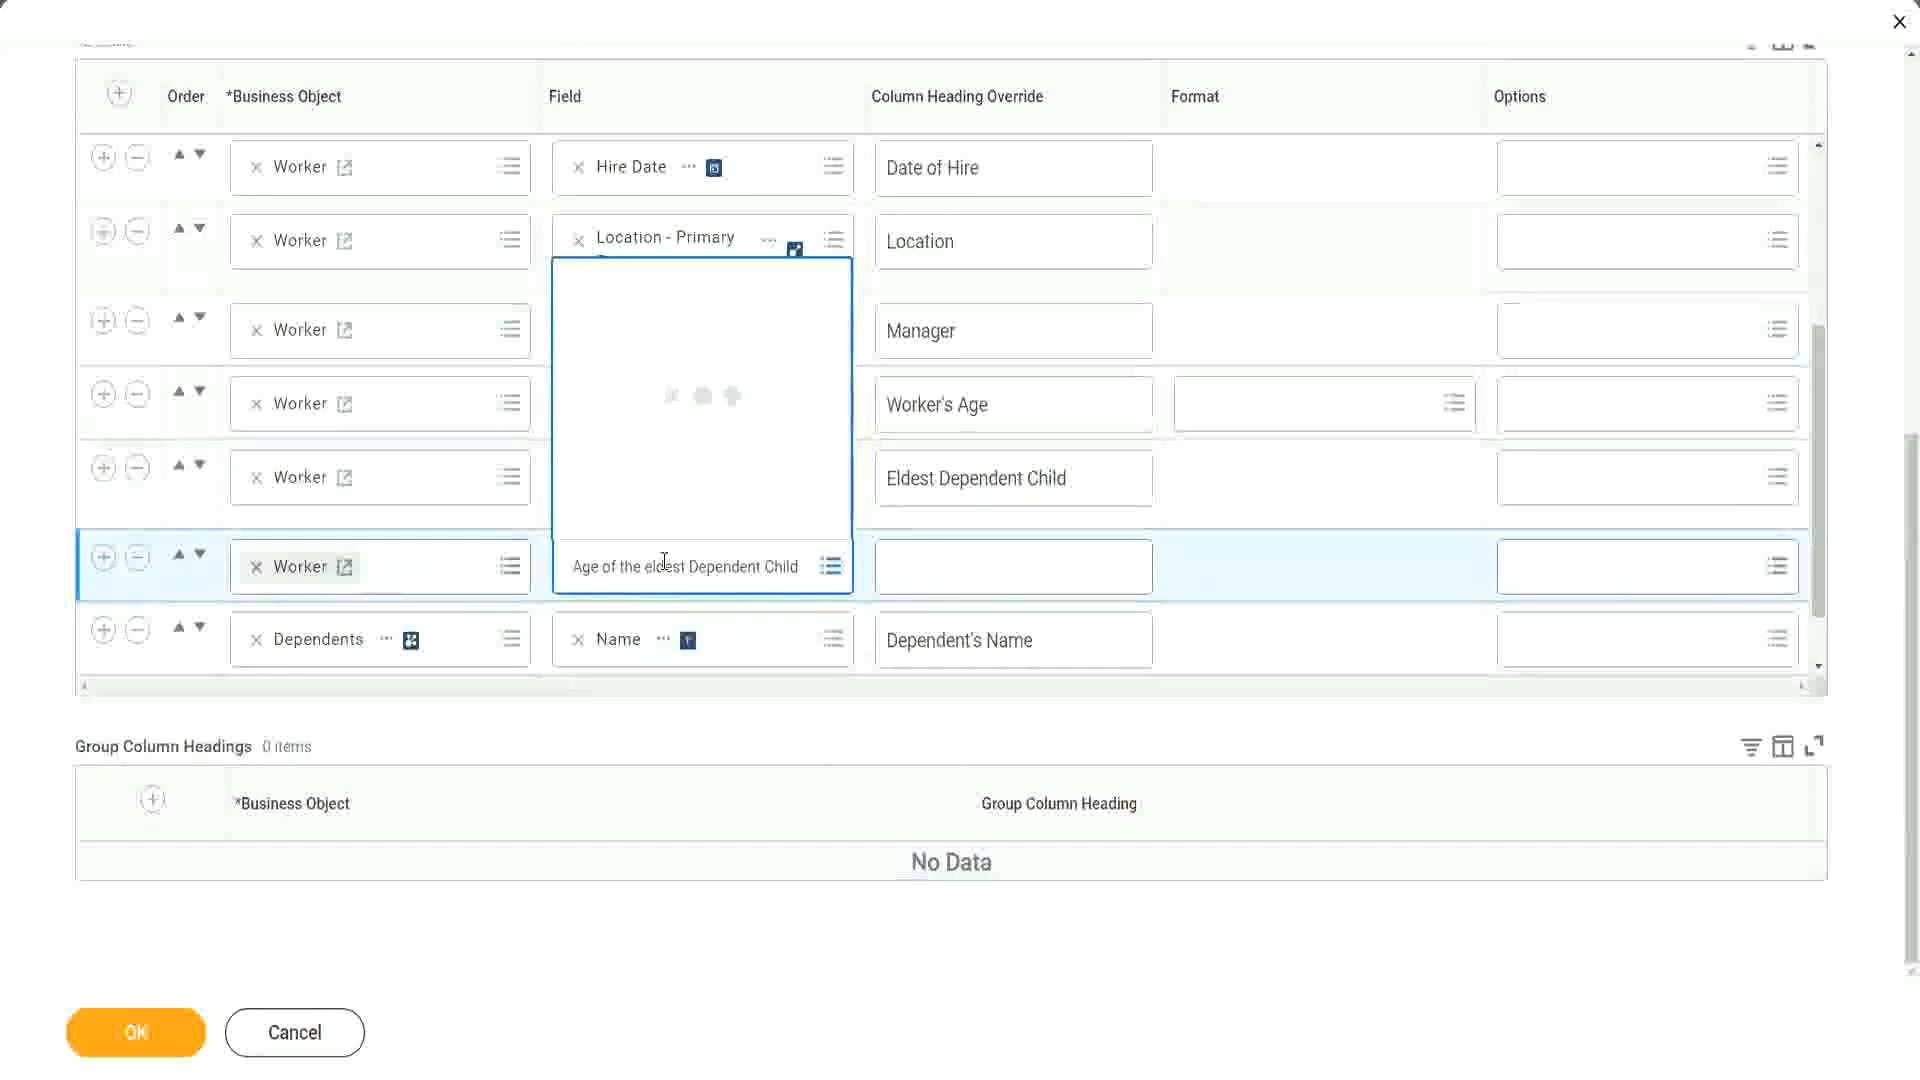 Order *Business Object Field Column Heading Override Format Options
Worker Hire Date Date of Hire
Worker Location - Primary Location
Worker Manager
Worker Worker's Age
Worker Eldest Dependent Child
Worker Age of the eldest Dependent Child
Dependents Name Dependent's Name
Group Column Headings 0 items
*Business Object Group Column Heading
No Data
OK Cancel